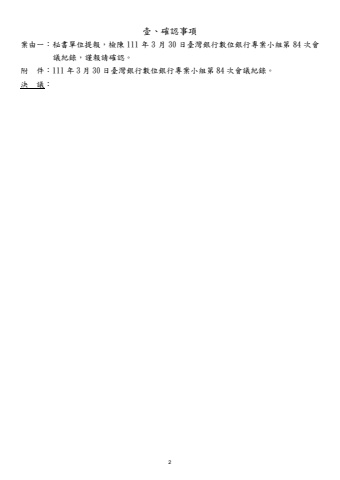 壹、確認事項
案由一：秘書單位提報，檢陳 111 年 3 月 30 日臺灣銀行數位銀行專案小組第 84 次會
議紀錄，謹報請確認。
附　件：111 年 3 月 30 日臺灣銀行數位銀行專案小組第 84 次會議紀錄。
決　議：
2